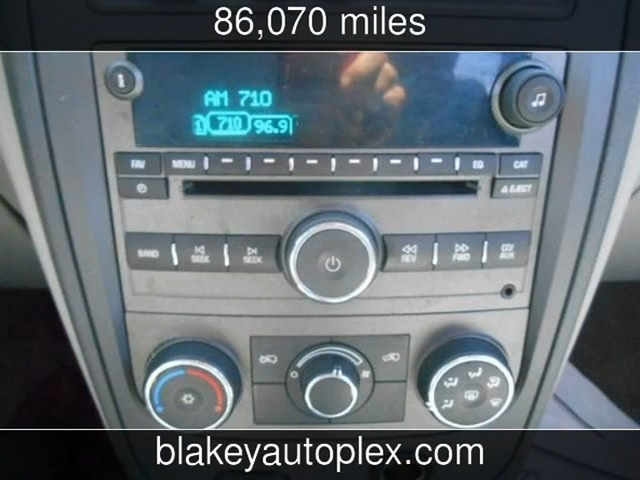 86,070 miles
AM 710
1 710 96.9
FAV MENU EQ CAT
EJECT
BAND SEEK SEEK REV FWD CD/AUX
blakeyautoplex.com